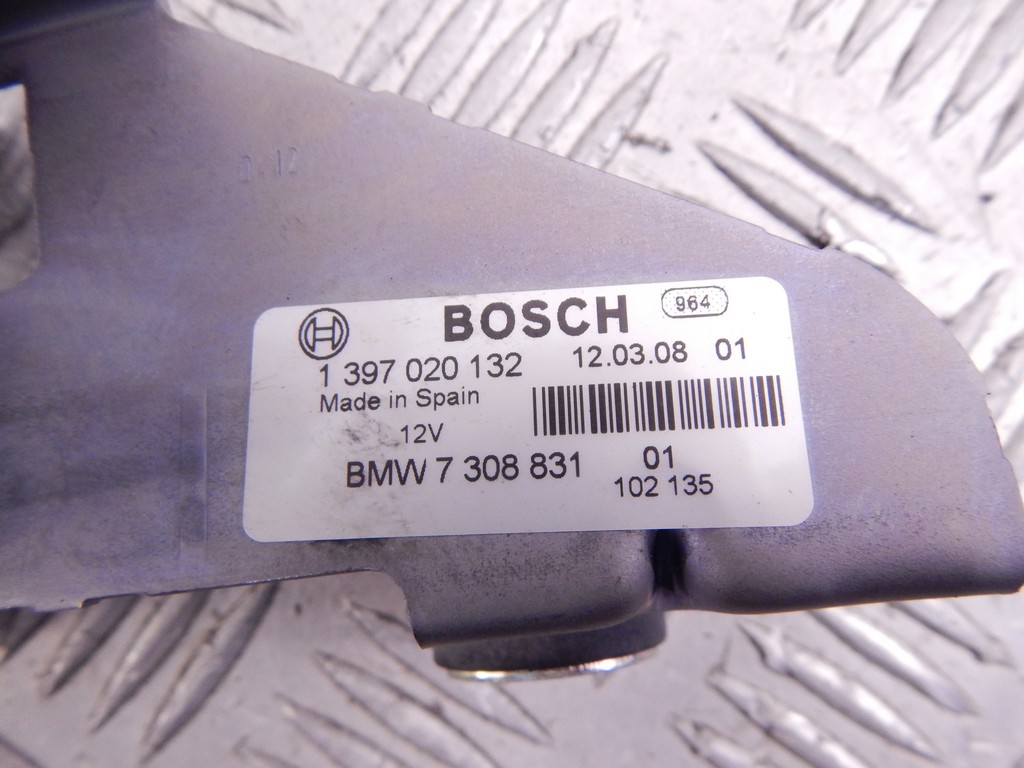 BOSCH 964
1 397 020 132 12.03.08 01
Made in Spain
12V
BMW 7 308 831 01
102 135